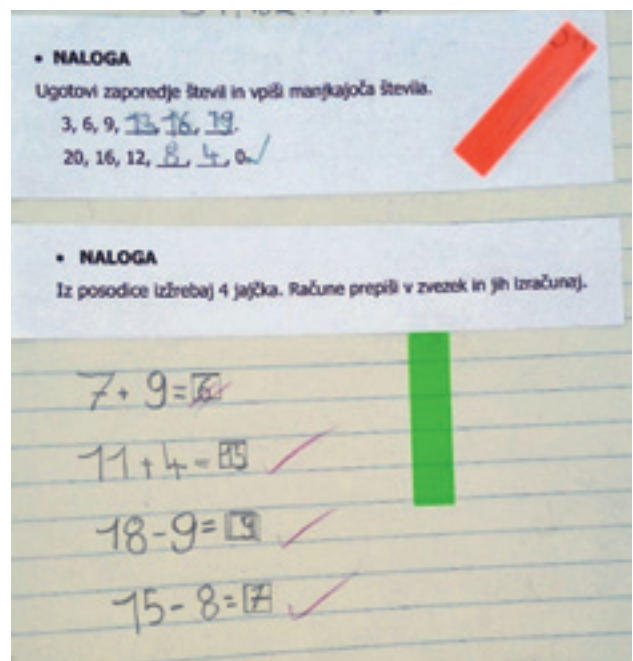 • NALOGA
Ugotovi zaporedje števil in vpiši manjkajoča števila.
3, 6, 9, 13, 16, 19.
20, 16, 12, 8, 4, 0.
• NALOGA
Iz posodice izžrebaj 4 jajčka. Račune prepiši v zvezek in jih izračunaj.
7 + 9 = 6
11 + 4 = 15
18 - 9 = 9
15 - 8 = 7